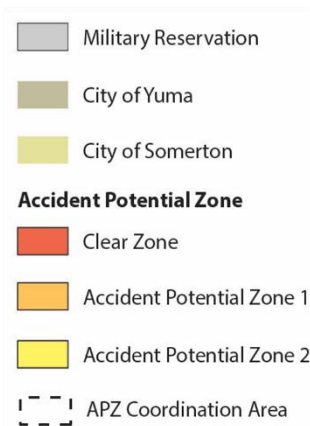 Military Reservation
City of Yuma
City of Somerton
Accident Potential Zone
Clear Zone
Accident Potential Zone 1
Accident Potential Zone 2
APZ Coordination Area